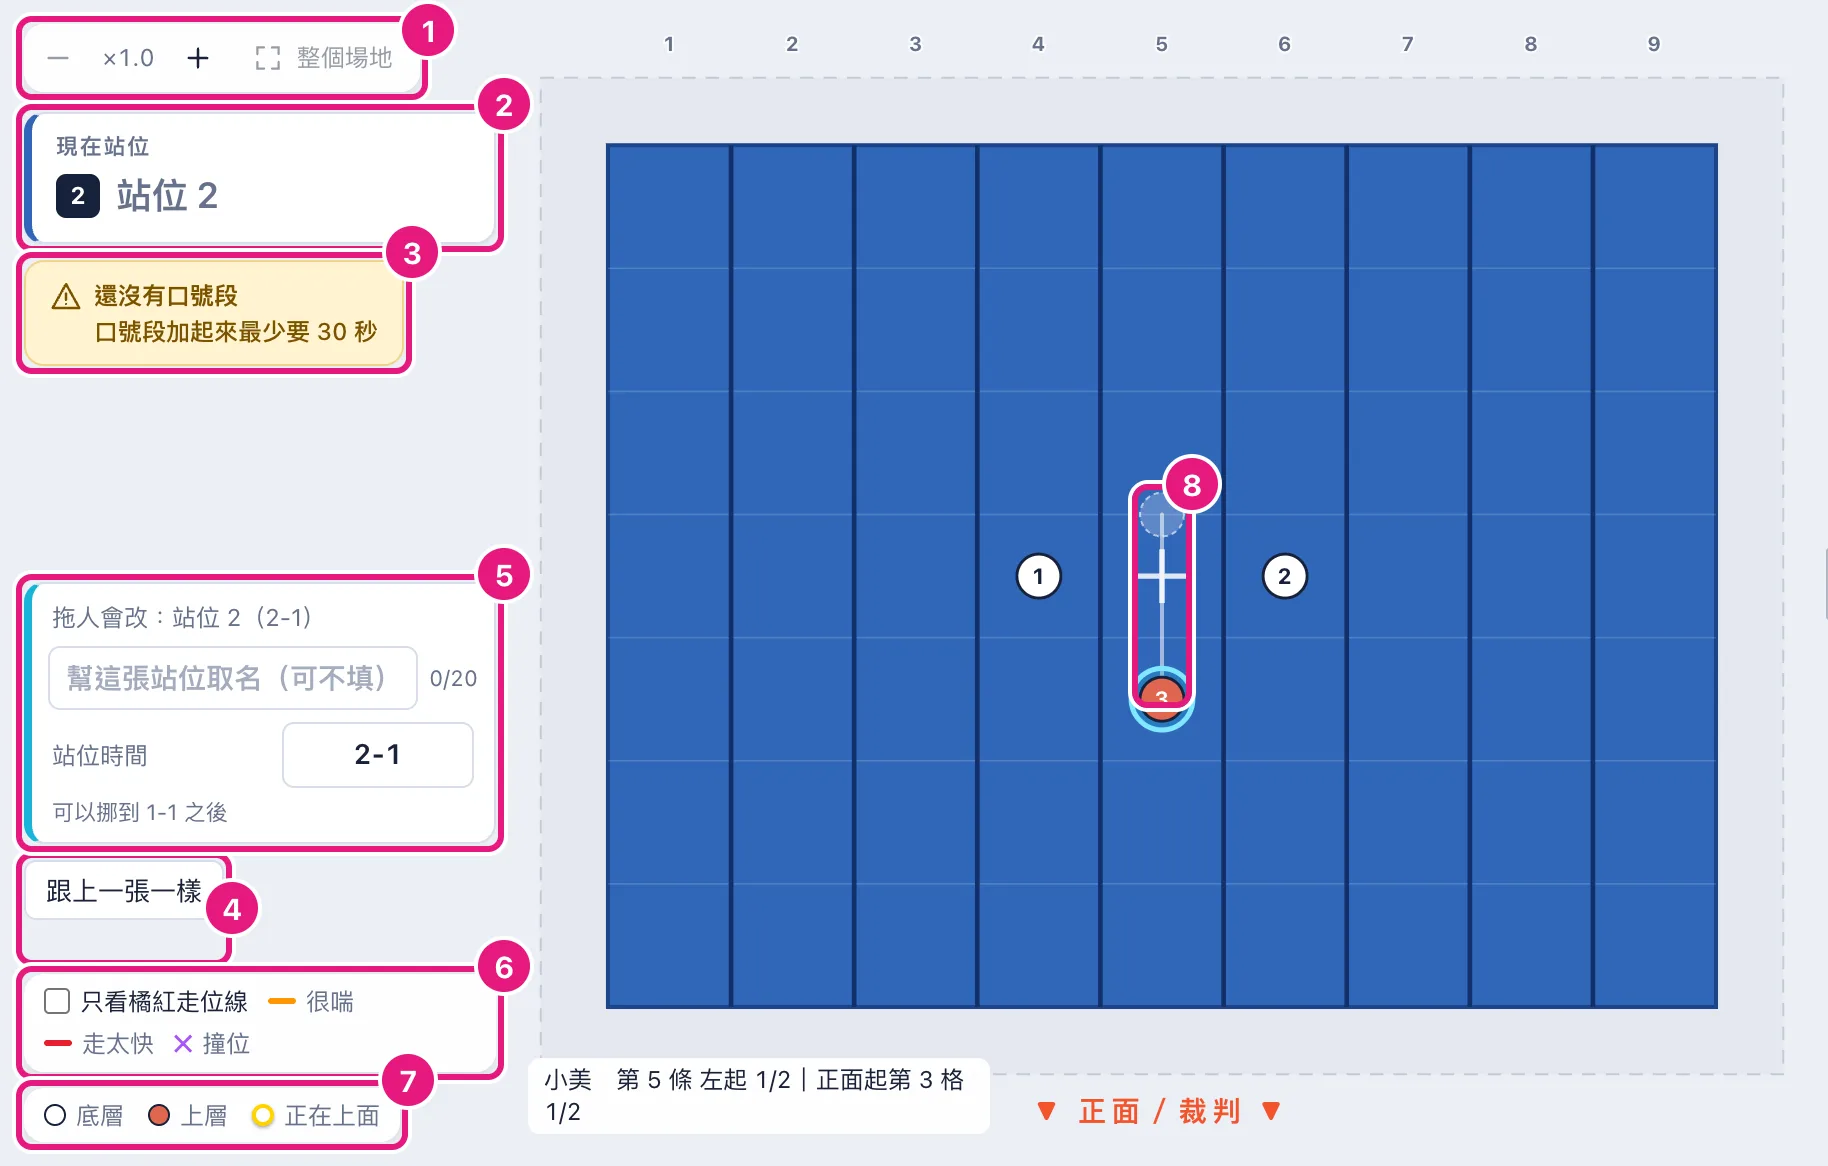 ×1.0 整個場地 1
現在站位 2
2 站位 2
3
還沒有口號段
口號段加起來最少要 30 秒
5
拖人會改：站位 2（2-1）
幫這張站位取名（可不填） 0/20
站位時間 2-1
可以挪到 1-1 之後
跟上一張一樣 4
6
只看橘紅走位線 很喘
走太快 撞位
7
底層 上層 正在上面
1 2 3 4 5 6 7 8 9
8
1 2
3
小美 第 5 條 左起 1/2｜正面起第 3 格
1/2
▼ 正面 / 裁判 ▼